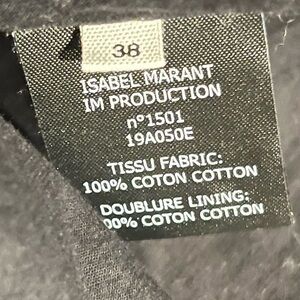 38
ISABEL MARANT
IM PRODUCTION
n°1501
19A050E
TISSU FABRIC:
100% COTON COTTON
DOUBLURE LINING:
00% COTON COTTON